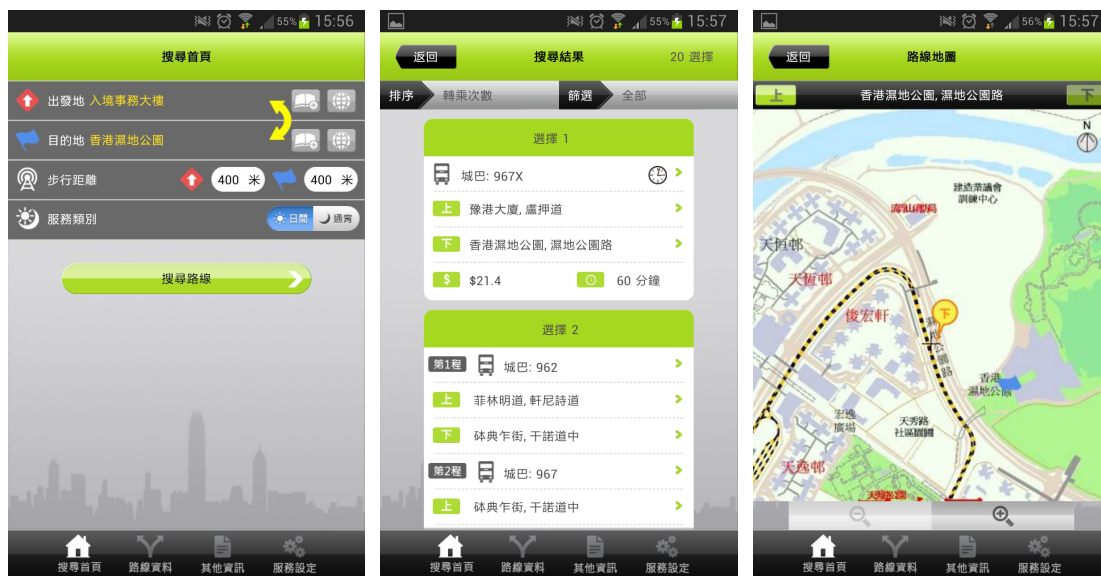 55% 15:56
搜尋首頁
出發地 入境事務大樓
目的地 香港濕地公園
步行距離 400 米 400 米
服務類別 日間 通宵
搜尋路線
搜尋首頁 路線資料 其他資訊 服務設定
55% 15:57
返回 搜尋結果 20 選擇
排序 轉乘次數 篩選 全部
選擇 1
城巴: 967X
上 豫港大廈, 盧押道
下 香港濕地公園, 濕地公園路
$ $21.4 60 分鐘
選擇 2
第1程 城巴: 962
上 菲林明道, 軒尼詩道
下 砵典乍街, 干諾道中
第2程 城巴: 967
上 砵典乍街, 干諾道中
搜尋首頁 路線資料 其他資訊 服務設定
56% 15:57
返回 路線地圖
上 香港濕地公園, 濕地公園路 下
N
建造業議會
訓練中心
天恒邨
天恆邨
俊宏軒
下
濕地公園路
香港
濕地公園
宏逸
廣場
天秀路
社區園圃
天逸邨
搜尋首頁 路線資料 其他資訊 服務設定